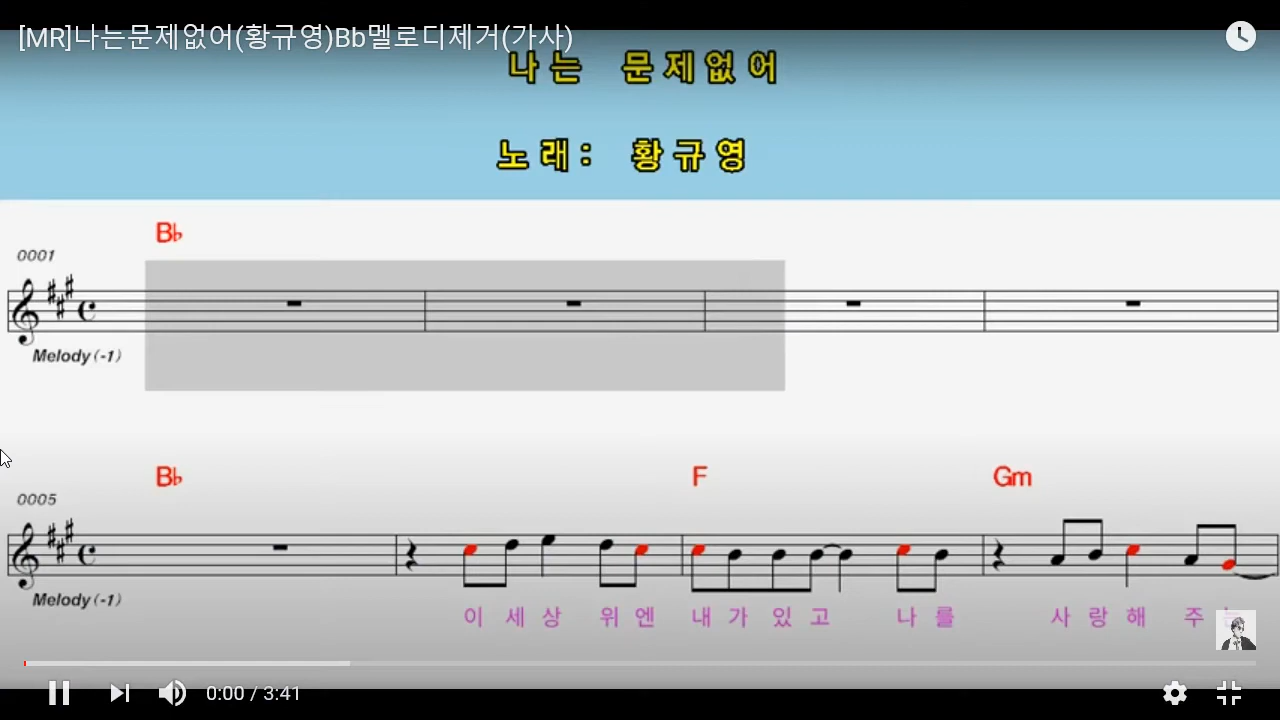 [MR]나는문제없어(황규영)Bb멜로디제거(가사)
나는 문제없어
노래: 황규영
B♭
0001
Melody(-1)
B♭ F Gm
0005
Melody(-1)
이 세 상 위 엔 내 가 있 고 나 를 사 랑 해 주
0:00 / 3:41